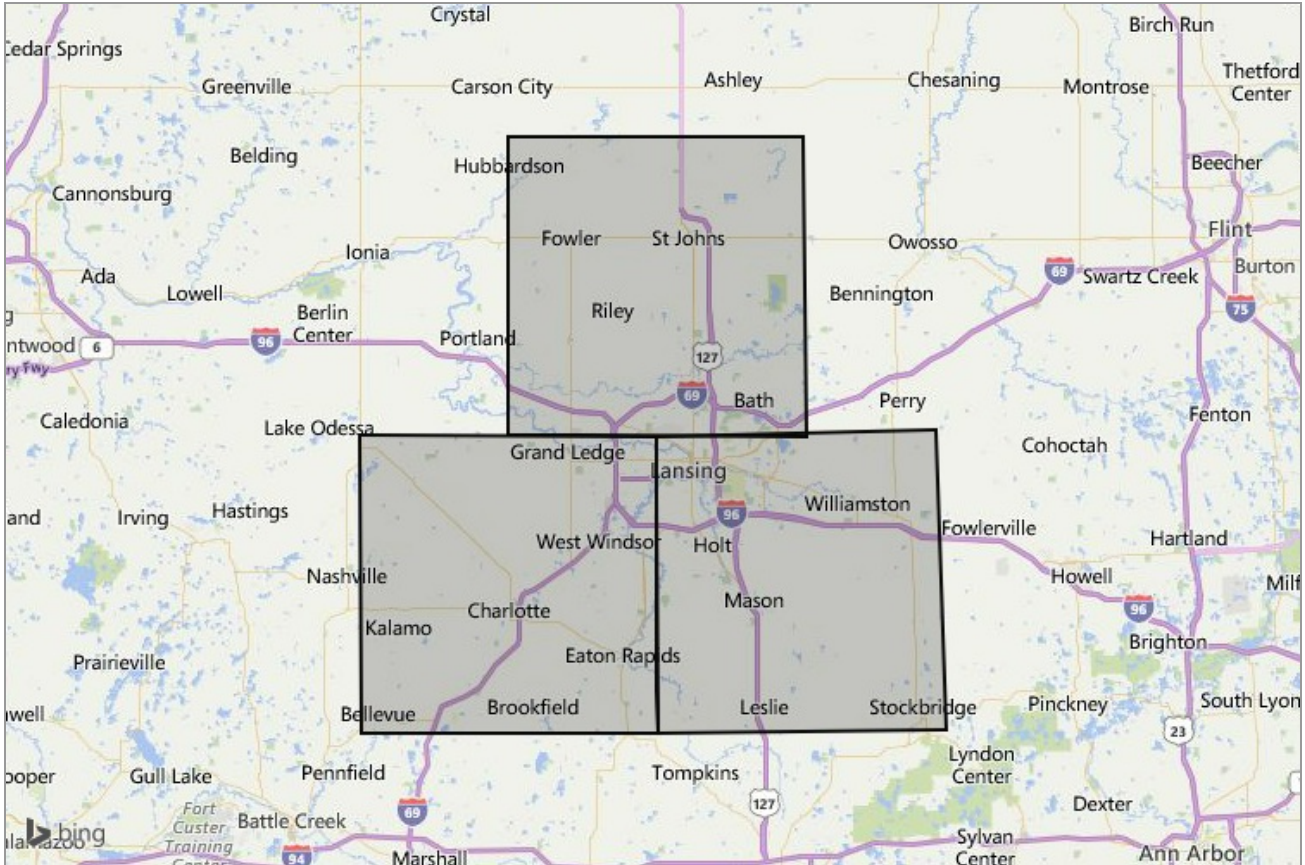 Crystal
Birch Run
Cedar Springs
Greenville
Carson City
Ashley
Chesaning
Montrose
Thetford
Center
Belding
Hubbardson
Beecher
Cannonsburg
Fowler
St Johns
Owosso
Flint
Ionia
Ada
Lowell
Bennington
69
Swartz Creek
Burton
Berlin
Center
Riley
75
96
Portland
ntwood
6
127
ry Fwy
69
Bath
Perry
Caledonia
Lake Odessa
Fenton
Grand Ledge
Cohoctah
Lansing
Hastings
Irving
and
96
Williamston
Fowlerville
West Windsor
Holt
Hartland
Nashville
Howell
Milf
Charlotte
Mason
96
Kalamo
Brighton
Prairieville
Eaton Rapids
well
Bellevue
Brookfield
Leslie
Stockbridge
Pinckney
South Lyon
23
ooper
Gull Lake
Pennfield
Tompkins
Lyndon
Center
Fort
Custer
Training
Center
Battle Creek
69
127
Dexter
bing
alamazoo
94
Marshall
Sylvan
Center
Ann Arbor